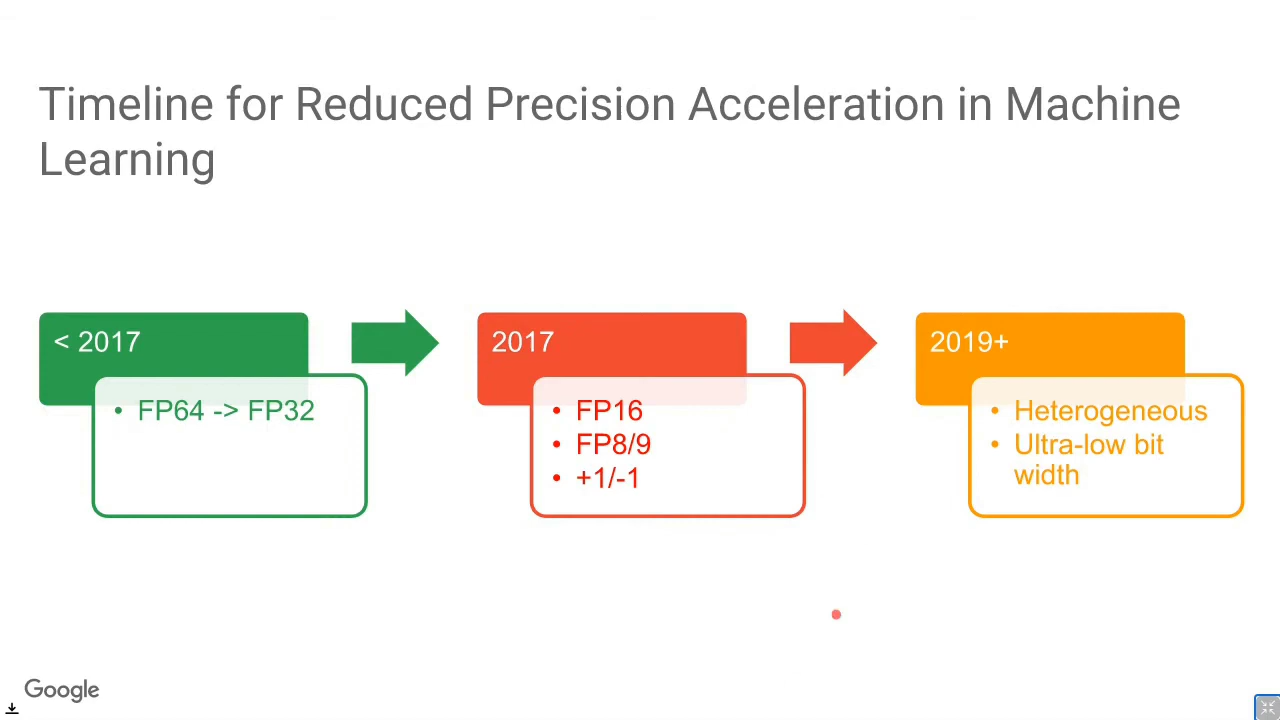 Timeline for Reduced Precision Acceleration in Machine
Learning
< 2017
• FP64 -> FP32
2017
• FP16
• FP8/9
• +1/-1
2019+
• Heterogeneous
• Ultra-low bit
width
Google